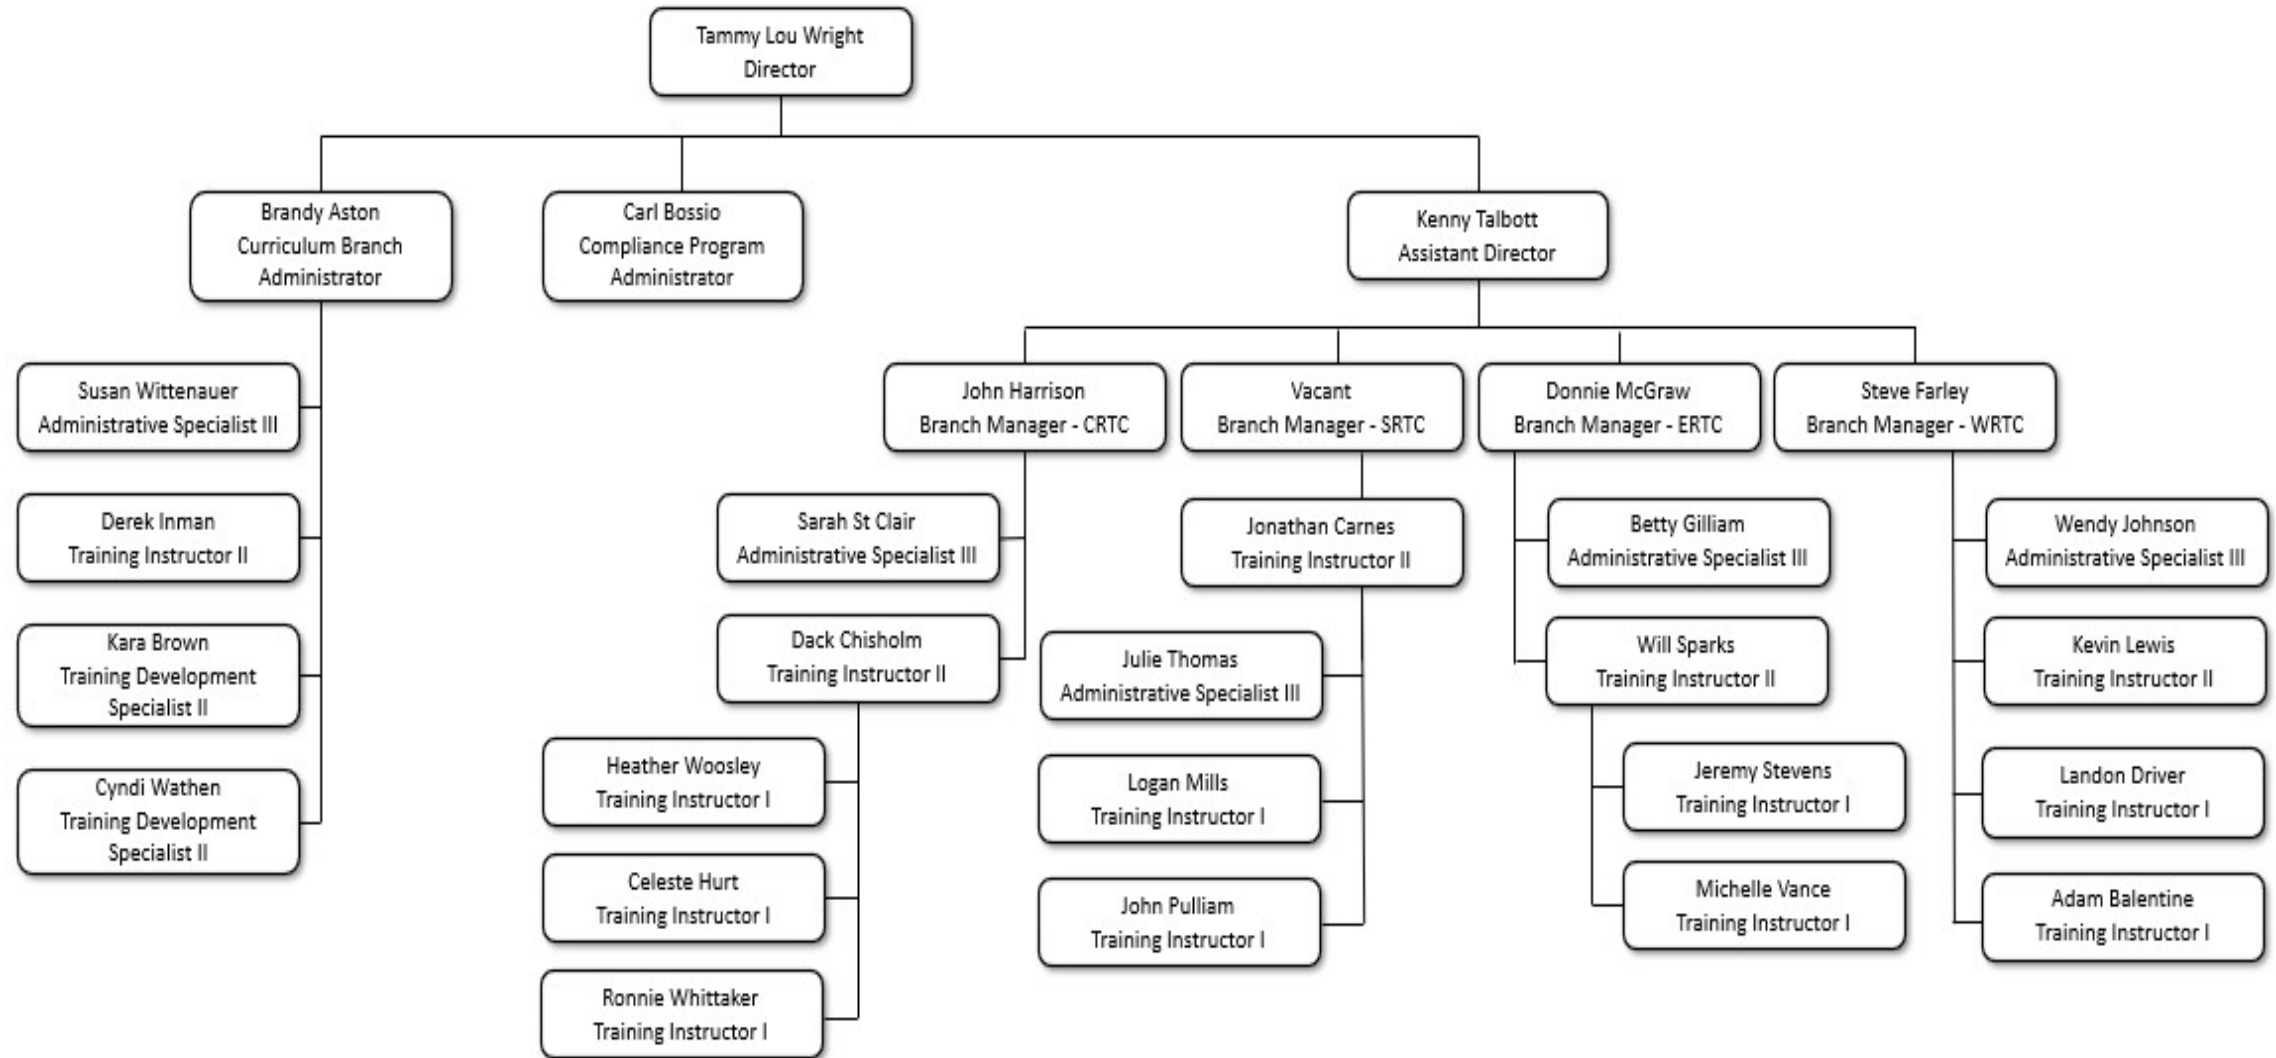 Tammy Lou Wright
Director
Brandy Aston
Curriculum Branch
Administrator
Carl Bossio
Compliance Program
Administrator
Kenny Talbott
Assistant Director
Susan Wittenauer
Administrative Specialist III
Derek Inman
Training Instructor II
Kara Brown
Training Development
Specialist II
Cyndi Wathen
Training Development
Specialist II
John Harrison
Branch Manager - CRTC
Sarah St Clair
Administrative Specialist III
Dack Chisholm
Training Instructor II
Heather Woosley
Training Instructor I
Celeste Hurt
Training Instructor I
Ronnie Whittaker
Training Instructor I
Vacant
Branch Manager - SRTC
Jonathan Carnes
Training Instructor II
Julie Thomas
Administrative Specialist III
Logan Mills
Training Instructor I
John Pulliam
Training Instructor I
Donnie McGraw
Branch Manager - ERTC
Betty Gilliam
Administrative Specialist III
Will Sparks
Training Instructor II
Jeremy Stevens
Training Instructor I
Michelle Vance
Training Instructor I
Steve Farley
Branch Manager - WRTC
Wendy Johnson
Administrative Specialist III
Kevin Lewis
Training Instructor II
Landon Driver
Training Instructor I
Adam Balentine
Training Instructor I